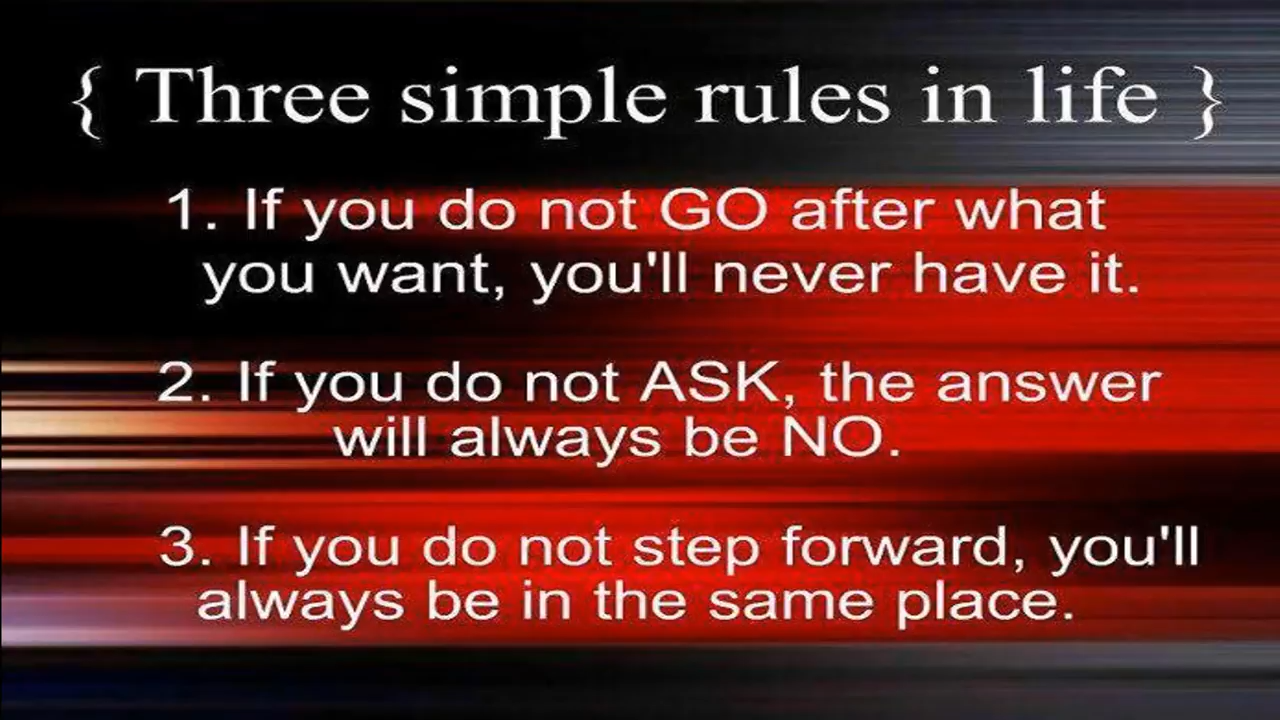 { Three simple rules in life }
1. If you do not GO after what
you want, you'll never have it.
2. If you do not ASK, the answer
will always be NO.
3. If you do not step forward, you'll
always be in the same place.